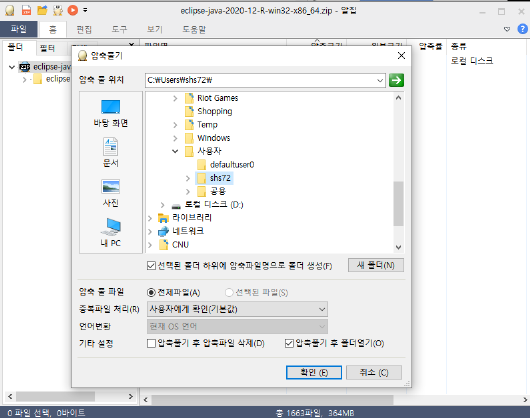 eclipse-java-2020-12-R-win32-x86_64.zip - 알집
파일 홈 편집 도구 보기 도움말
폴더 필터
압축률 종류
로컬 디스크
eclipse-jav
eclipse
압축풀기
압축 풀 위치 C:₩Users₩shs72₩
바탕 화면
문서
사진
내 PC
Riot Games
Shopping
Temp
Windows
사용자
defaultuser0
shs72
공용
로컬 디스크 (D:)
라이브러리
네트워크
CNU
선택된 폴더 하위에 압축파일명으로 폴더 생성(F) 새 폴더(N)
압축 풀 파일 전체파일(A) 선택된 파일(S)
중복파일 처리(R) 사용자에게 확인(기본값)
언어변환 현재 OS 언어
기타 설정 압축풀기 후 압축파일 삭제(D) 압축풀기 후 폴더열기(O)
확인 (E) 취소 (C)
0 파일 선택, 0바이트 총 1663파일, 364MB